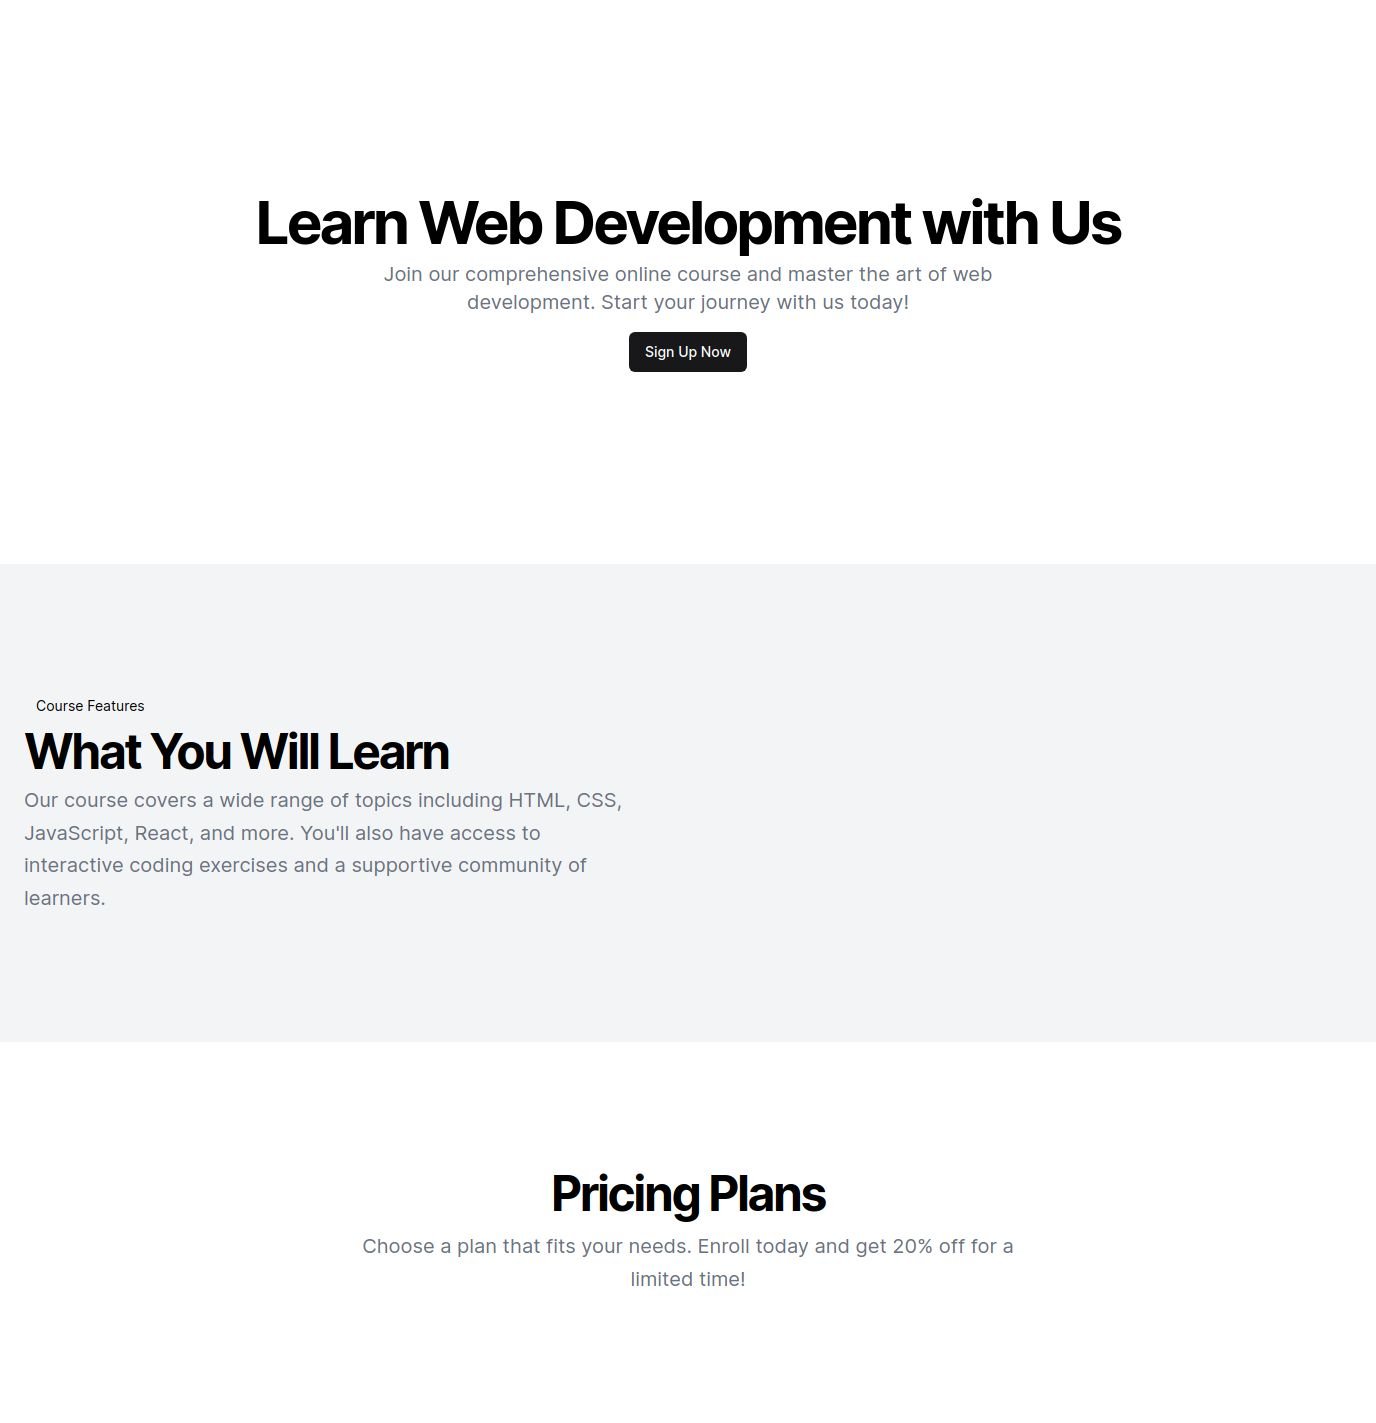 Learn Web Development with Us
Join our comprehensive online course and master the art of web
development. Start your journey with us today!
Sign Up Now
Course Features
What You Will Learn
Our course covers a wide range of topics including HTML, CSS,
JavaScript, React, and more. You'll also have access to
interactive coding exercises and a supportive community of
learners.
Pricing Plans
Choose a plan that fits your needs. Enroll today and get 20% off for a
limited time!